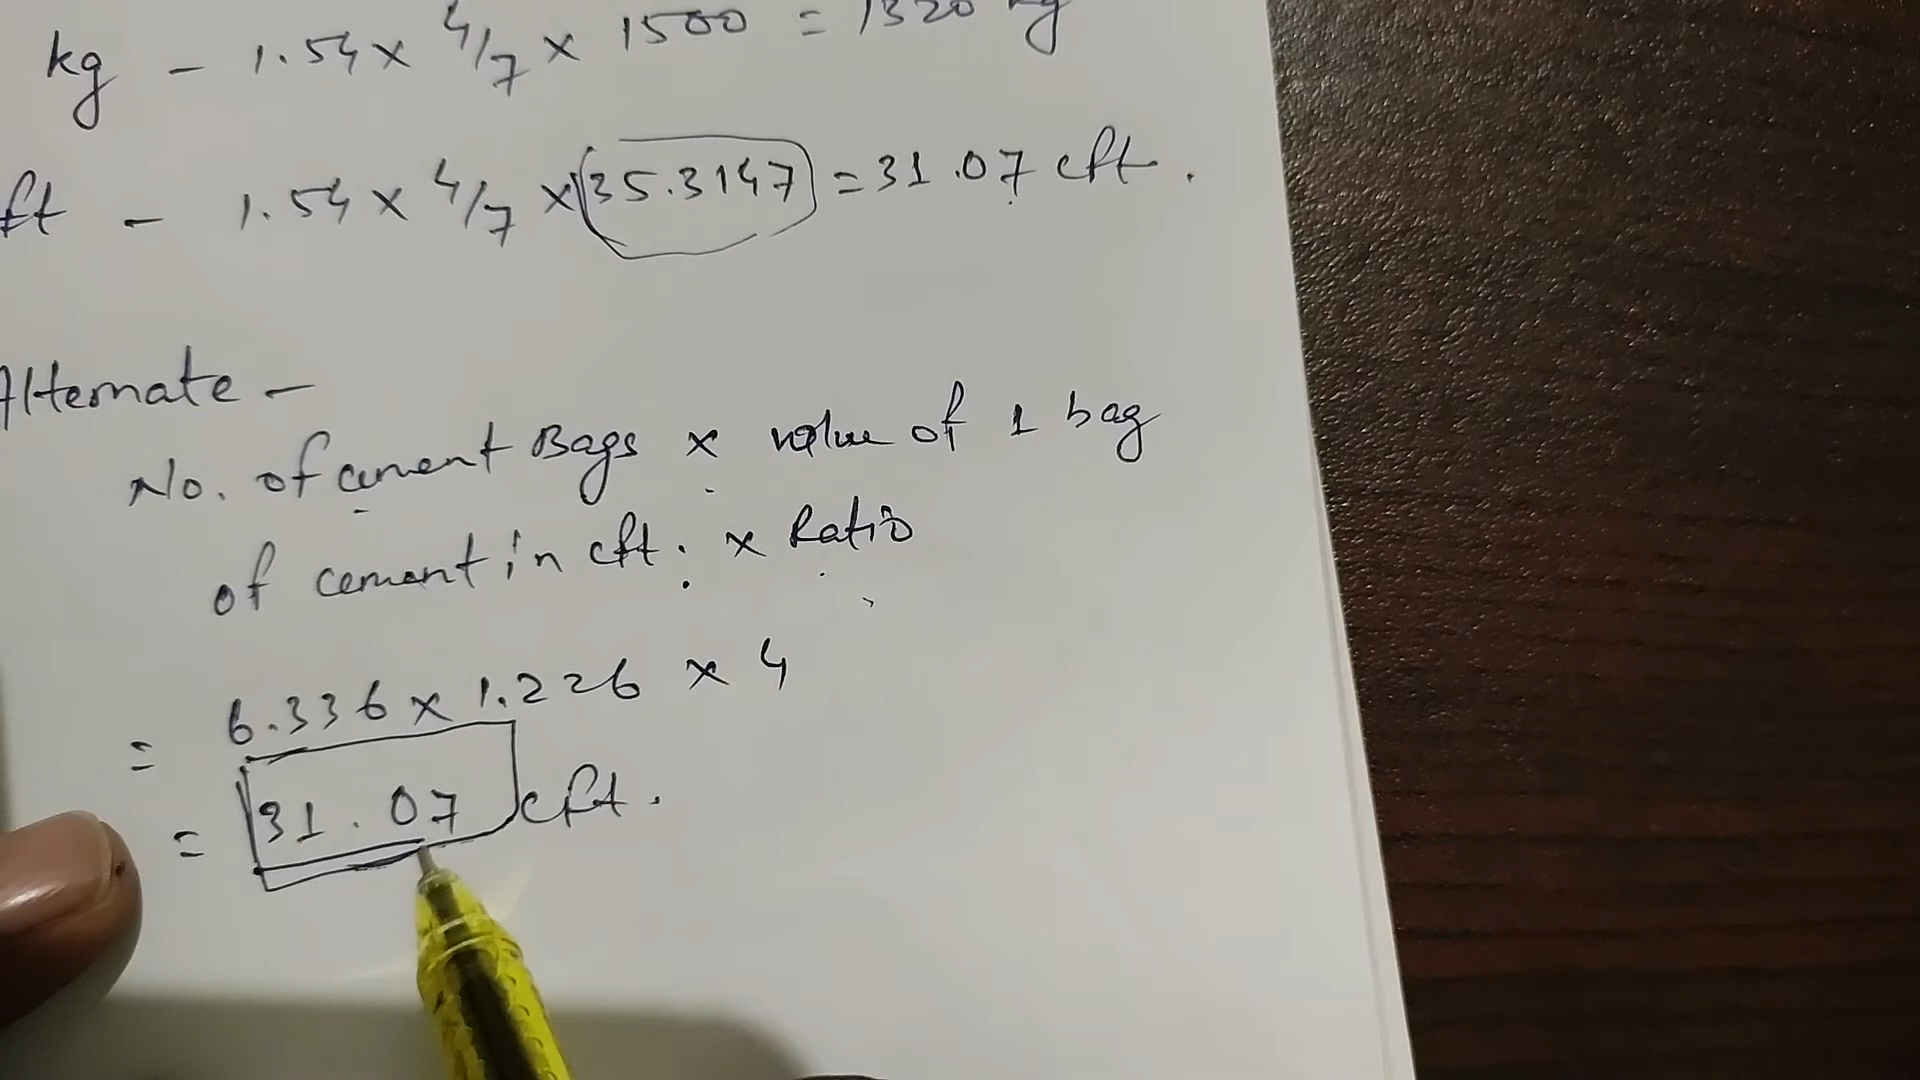 kg - 1.54 x 4/7 x 1500 = 1320 kg
ft - 1.54 x 4/7 x 35.3147 = 31.07 cft.
Alternate -
No. of cement Bags x value of 1 bag
of cement in cft. x Ratio
= 6.336 x 1.226 x 4
= 31.07 cft.